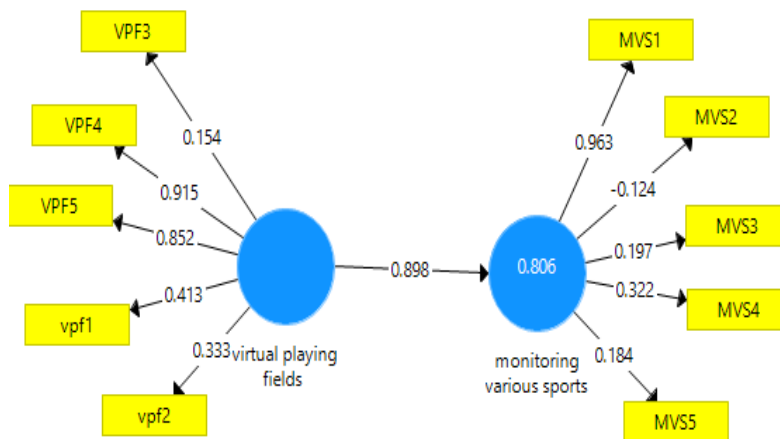 VPF3
VPF4
VPF5
vpf1
vpf2
0.154
0.915
0.852
0.413
0.333
virtual playing
fields
0.898
0.806
monitoring
various sports
0.963
-0.124
0.197
0.322
0.184
MVS1
MVS2
MVS3
MVS4
MVS5